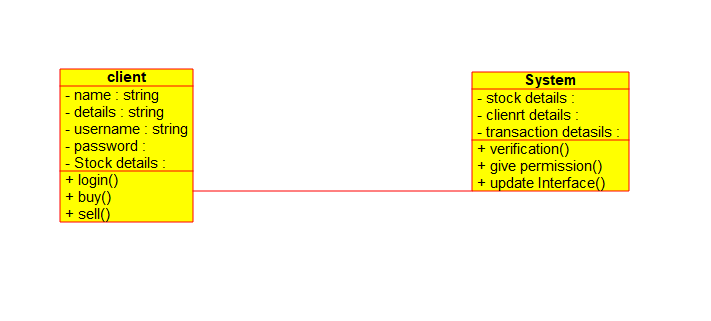 client
- name : string
- details : string
- username : string
- password :
- Stock details :
+ login()
+ buy()
+ sell()
System
- stock details :
- clienrt details :
- transaction detasils :
+ verification()
+ give permission()
+ update Interface()